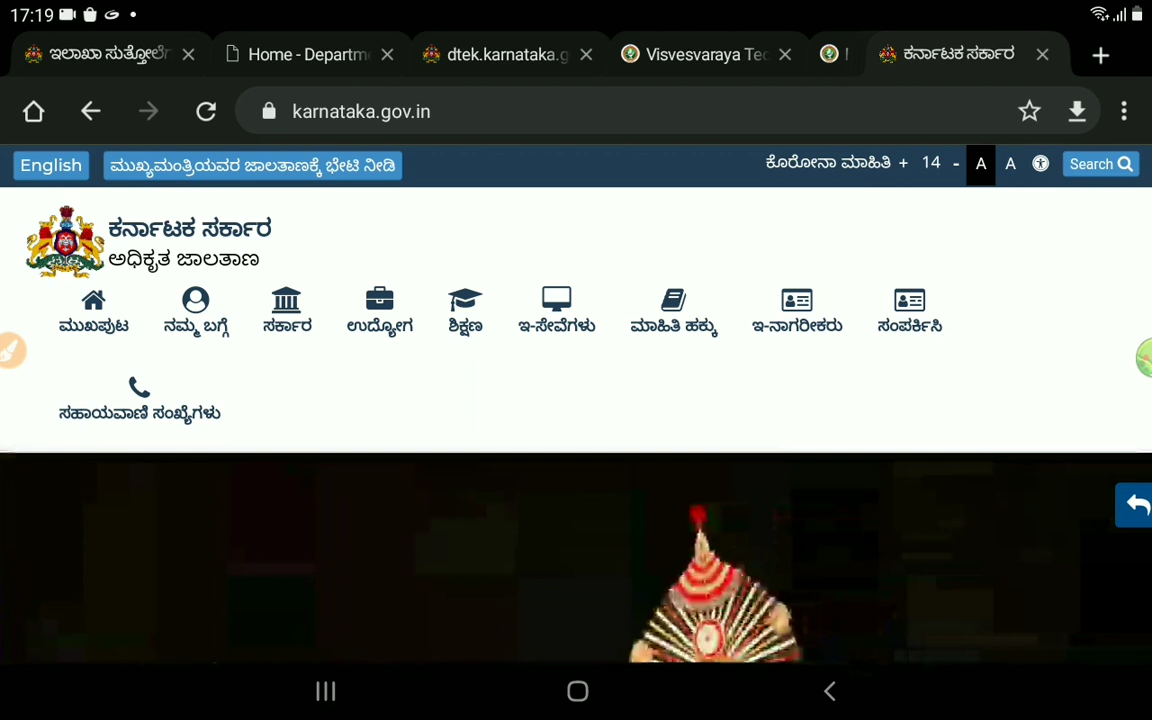 17:19
ಇಲಾಖಾ ಸುತ್ತೋಲೆಗ
Home - Departm
dtek.karnataka.g
Visvesvaraya Tec
ಕರ್ನಾಟಕ ಸರ್ಕಾರ
karnataka.gov.in
English ಮುಖ್ಯಮಂತ್ರಿಯವರ ಜಾಲತಾಣಕ್ಕೆ ಭೇಟಿ ನೀಡಿ ಕೊರೋನಾ ಮಾಹಿತಿ + 14 - A A Search
ಕರ್ನಾಟಕ ಸರ್ಕಾರ
ಅಧಿಕೃತ ಜಾಲತಾಣ
ಮುಖಪುಟ ನಮ್ಮ ಬಗ್ಗೆ ಸರ್ಕಾರ ಉದ್ಯೋಗ ಶಿಕ್ಷಣ ಇ-ಸೇವೆಗಳು ಮಾಹಿತಿ ಹಕ್ಕು ಇ-ನಾಗರೀಕರು ಸಂಪರ್ಕಿಸಿ
ಸಹಾಯವಾಣಿ ಸಂಖ್ಯೆಗಳು